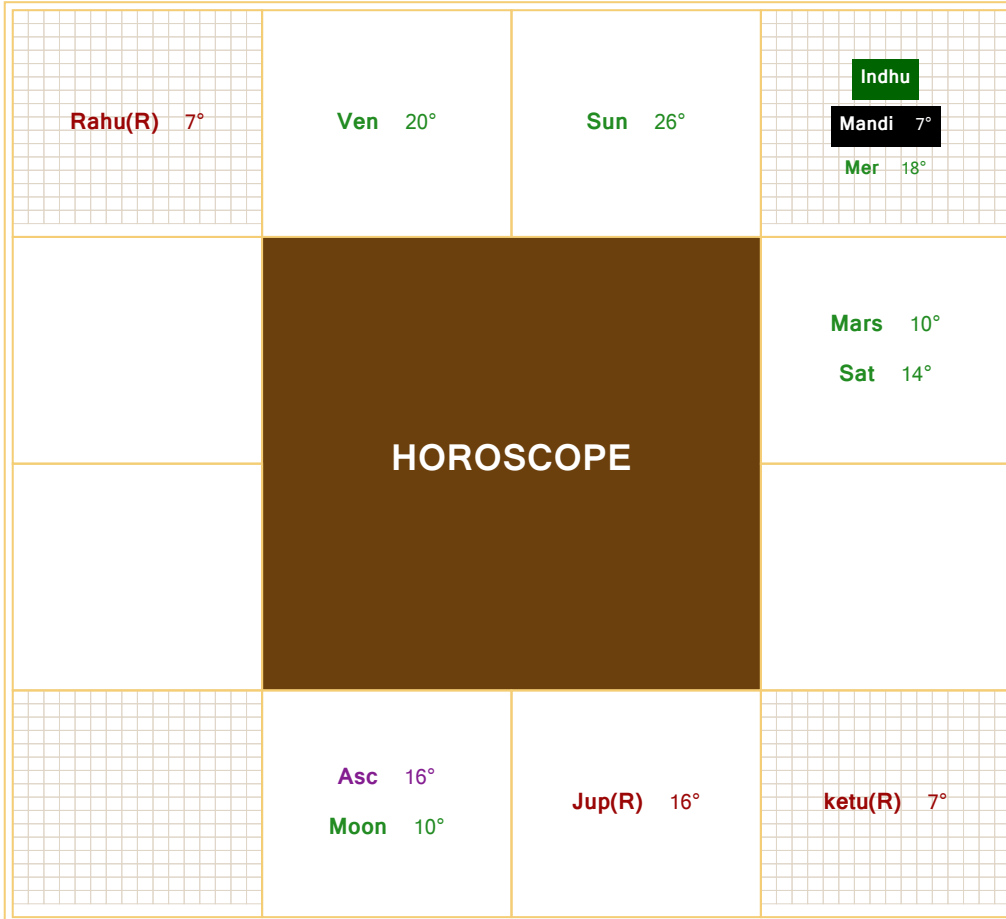 Rahu(R) 7°
Ven 20°
Sun 26°
Indhu
Mandi 7°
Mer 18°
Mars 10°
Sat 14°
HOROSCOPE
Asc 16°
Moon 10°
Jup(R) 16°
ketu(R) 7°